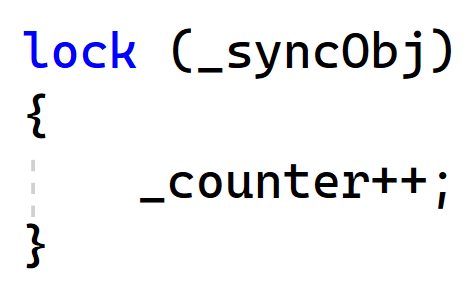 lock (_syncObj)
{
    _counter++;
}